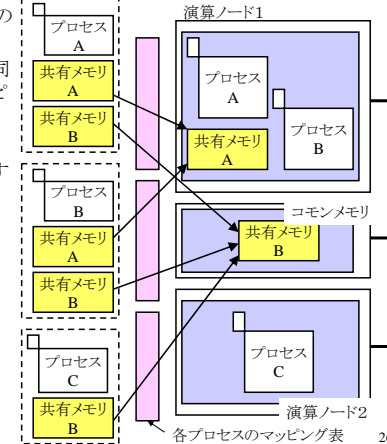 の
プロセス
A
同
共有メモリ
A
ピ
共有メモリ
B
す
プロセス
B
共有メモリ
A
共有メモリ
B
プロセス
C
共有メモリ
B
演算ノード1
プロセス
A
プロセス
B
共有メモリ
A
コモンメモリ
共有メモリ
B
プロセス
C
演算ノード2
各プロセスのマッピング表